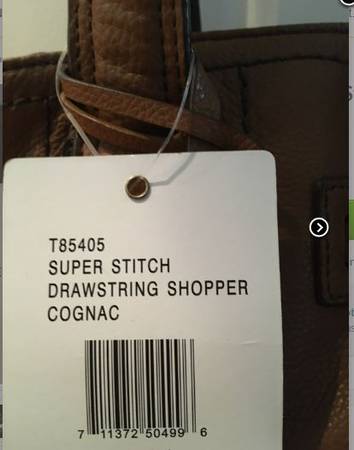 T85405
SUPER STITCH
DRAWSTRING SHOPPER
COGNAC
7 11372 50499 6